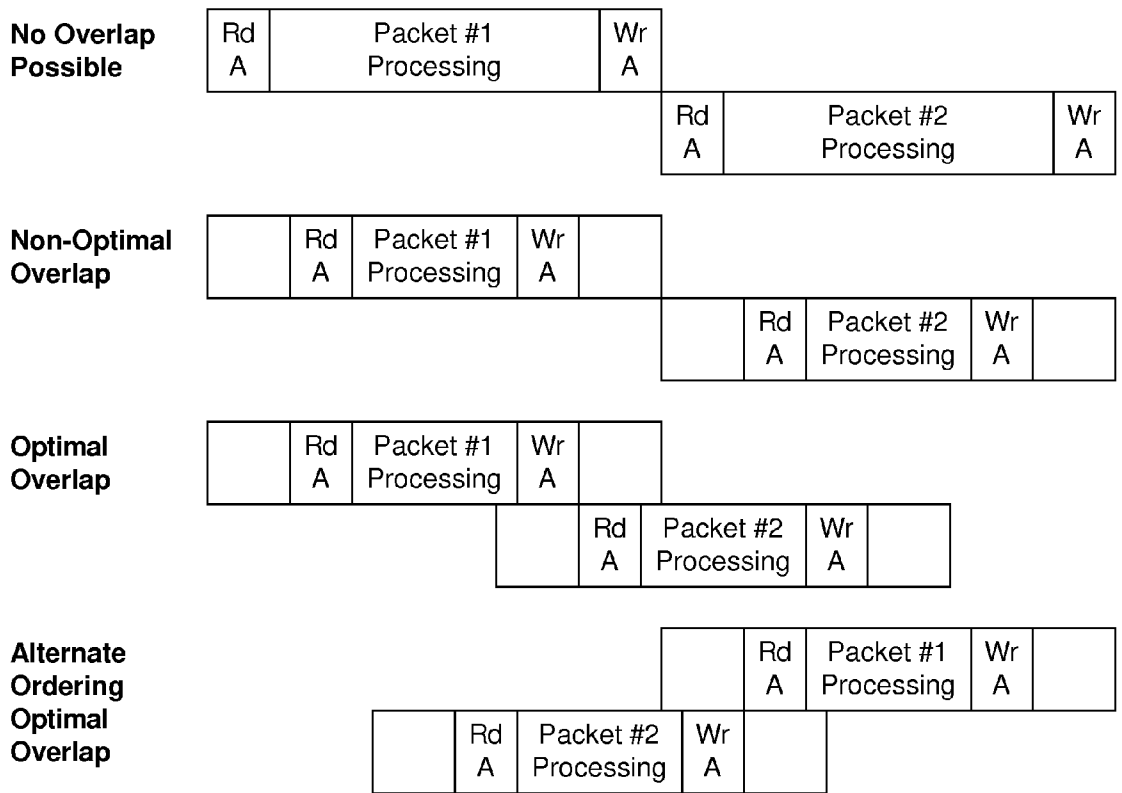 No Overlap
Possible
Rd
A
Packet #1
Processing
Wr
A
Rd
A
Packet #2
Processing
Wr
A
Non-Optimal
Overlap
Rd
A
Packet #1
Processing
Wr
A
Rd
A
Packet #2
Processing
Wr
A
Optimal
Overlap
Rd
A
Packet #1
Processing
Wr
A
Rd
A
Packet #2
Processing
Wr
A
Alternate
Ordering
Optimal
Overlap
Rd
A
Packet #1
Processing
Wr
A
Rd
A
Packet #2
Processing
Wr
A